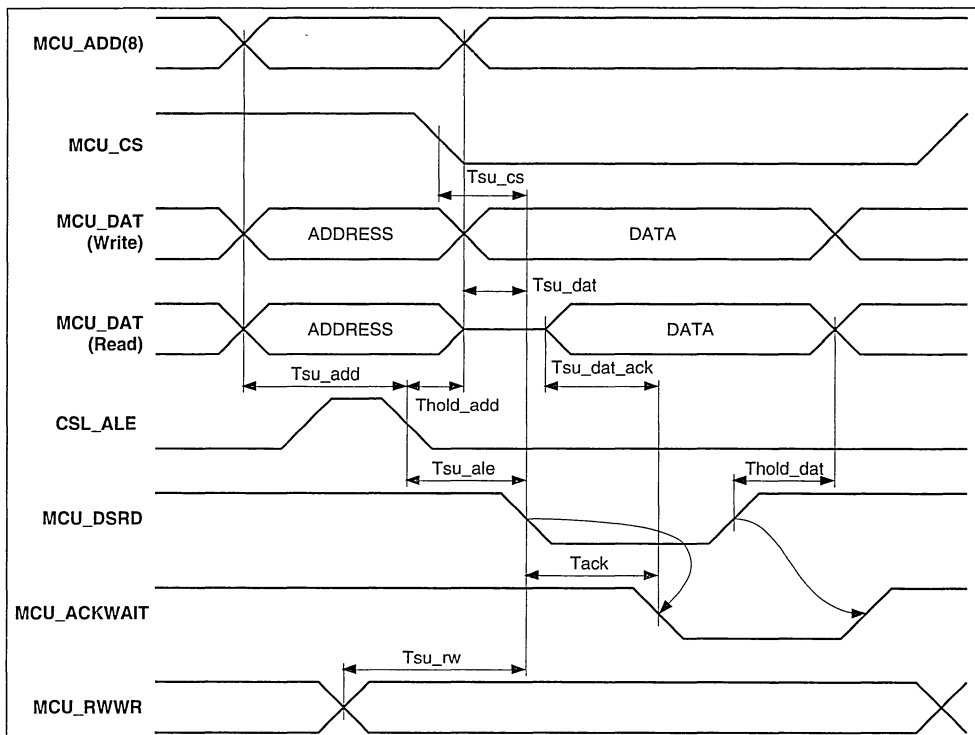 MCU_ADD(8)
MCU_CS
Tsu_cs
MCU_DAT
(Write)
ADDRESS
DATA
Tsu_dat
MCU_DAT
(Read)
ADDRESS
DATA
Tsu_add
Thold_add
Tsu_dat_ack
CSL_ALE
Tsu_ale
Thold_dat
MCU_DSRD
Tack
MCU_ACKWAIT
Tsu_rw
MCU_RWWR